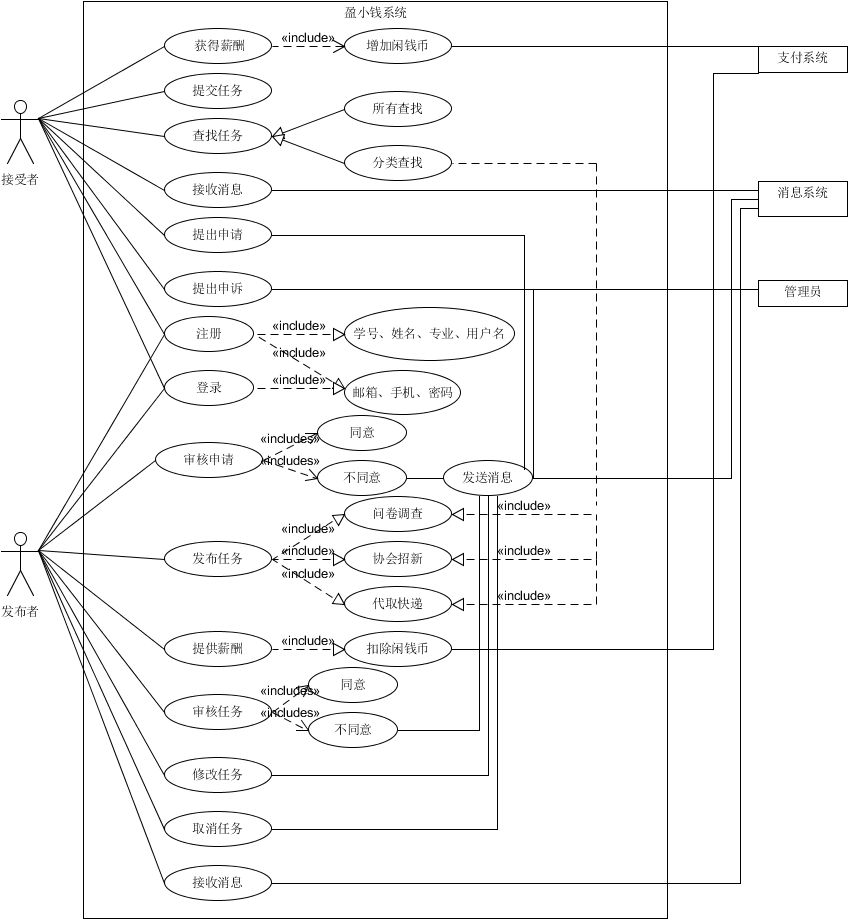 盈小钱系统
获得薪酬
«include»
增加闲钱币
支付系统
提交任务
所有查找
查找任务
分类查找
接受者
接收消息
消息系统
提出申请
提出申诉
管理员
注册
«include»
学号、姓名、专业、用户名
«include»
登录
«include»
邮箱、手机、密码
«includes»
同意
审核申请
«includes»
不同意
发送消息
问卷调查
«include»
«include»
发布任务
«include»
协会招新
«include»
«include»
代取快递
«include»
发布者
提供薪酬
«include»
扣除闲钱币
«includes»
同意
审核任务
«includes»
不同意
修改任务
取消任务
接收消息